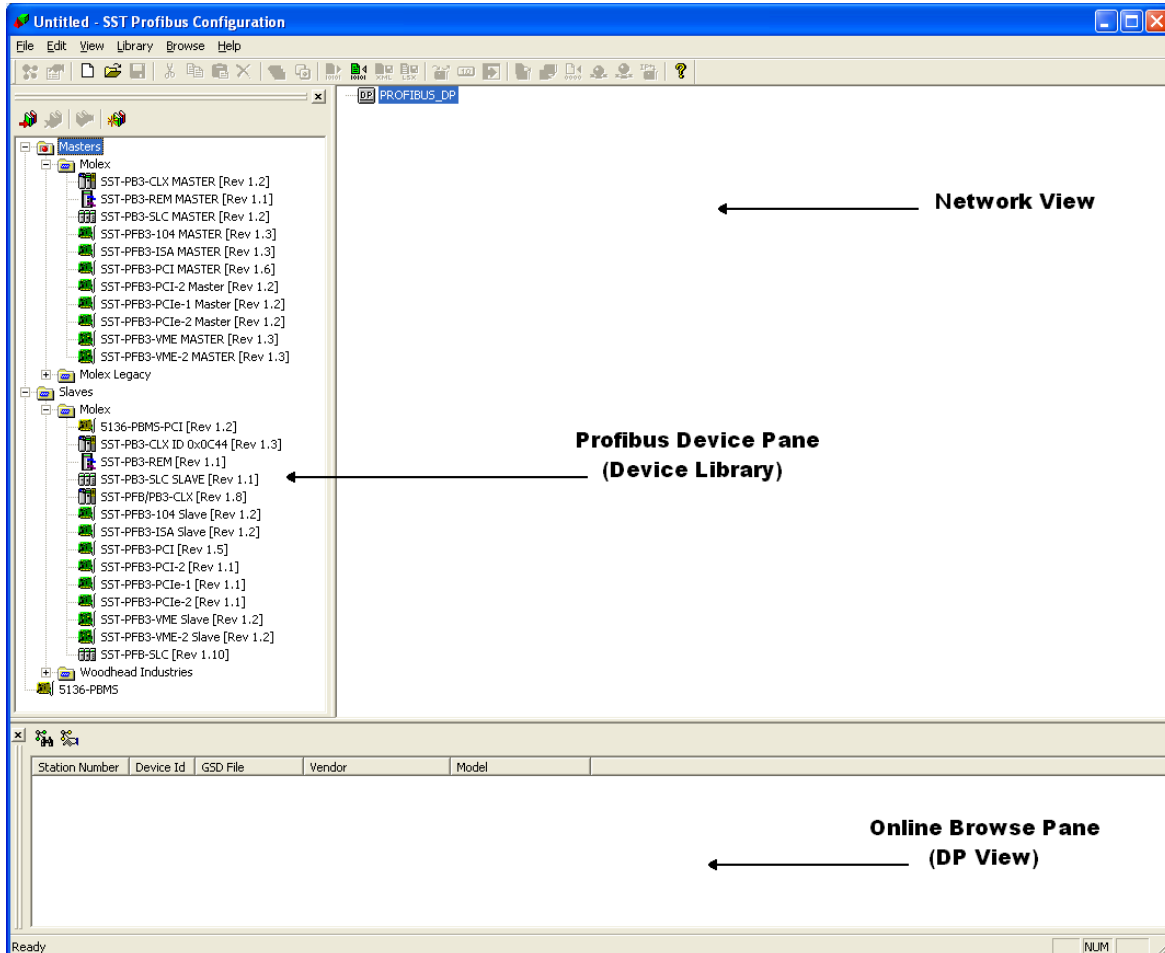 Untitled - SST Profibus Configuration
File Edit View Library Browse Help
PROFIBUS_DP
Masters
Molex
SST-PB3-CLX MASTER [Rev 1.2]
SST-PB3-REM MASTER [Rev 1.1]
SST-PB3-SLC MASTER [Rev 1.2]
SST-PFB3-104 MASTER [Rev 1.3]
SST-PFB3-ISA MASTER [Rev 1.3]
SST-PFB3-PCI MASTER [Rev 1.6]
SST-PFB3-PCI-2 Master [Rev 1.2]
SST-PFB3-PCIe-1 Master [Rev 1.2]
SST-PFB3-PCIe-2 Master [Rev 1.2]
SST-PFB3-VME MASTER [Rev 1.3]
SST-PFB3-VME-2 MASTER [Rev 1.3]
Molex Legacy
Slaves
Molex
5136-PBMS-PCI [Rev 1.2]
SST-PB3-CLX ID 0x0C44 [Rev 1.3]
SST-PB3-REM [Rev 1.1]
SST-PB3-SLC SLAVE [Rev 1.1]
SST-PFB/PB3-CLX [Rev 1.8]
SST-PFB3-104 Slave [Rev 1.2]
SST-PFB3-ISA Slave [Rev 1.2]
SST-PFB3-PCI [Rev 1.5]
SST-PFB3-PCI-2 [Rev 1.1]
SST-PFB3-PCIe-1 [Rev 1.1]
SST-PFB3-PCIe-2 [Rev 1.1]
SST-PFB3-VME Slave [Rev 1.2]
SST-PFB3-VME-2 Slave [Rev 1.2]
SST-PFB-SLC [Rev 1.10]
Woodhead Industries
5136-PBMS
Network View
Profibus Device Pane
(Device Library)
Station Number Device Id GSD File Vendor Model
Online Browse Pane
(DP View)
Ready NUM